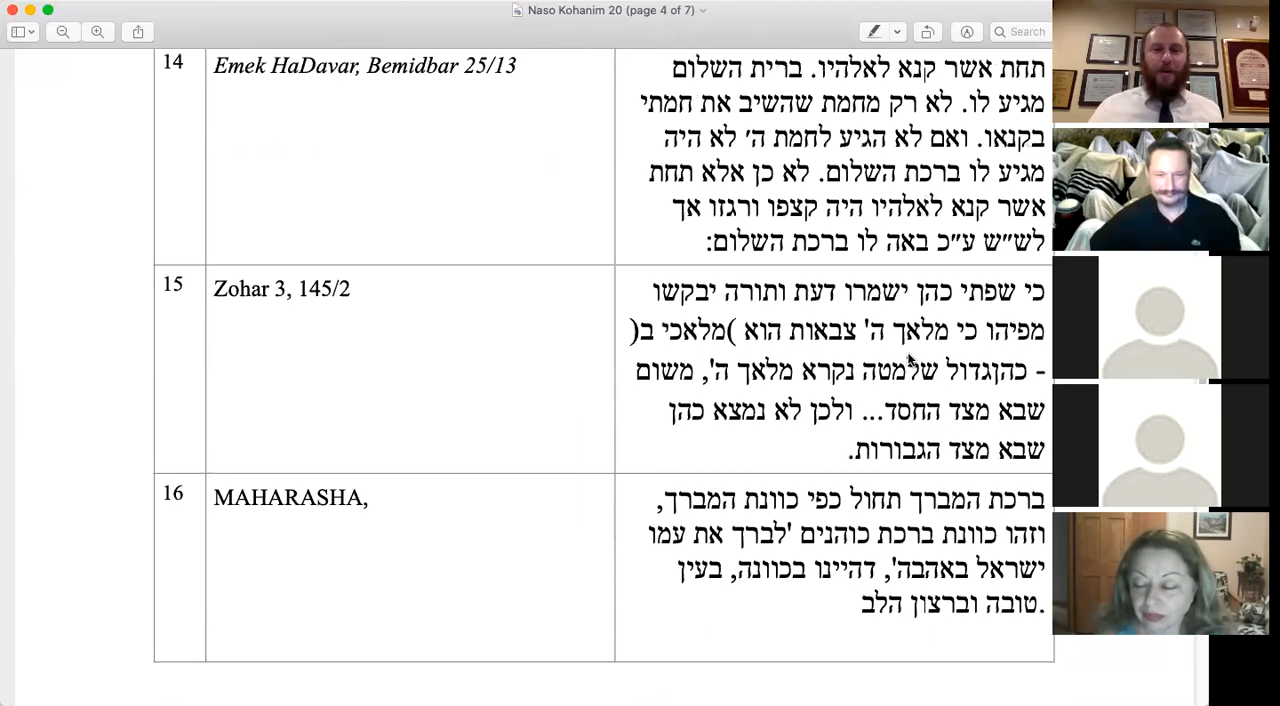 Naso Kohanim 20 (page 4 of 7)
Search
14
Emek HaDavar, Bemidbar 25/13
תחת אשר קנא לאלהיו. ברית השלום
מגיע לו. לא רק מחמת שהשיב את חמתי
בקנאו. ואם לא הגיע לחמת ה׳ לא היה
מגיע לו ברכת השלום. לא כן אלא תחת
אשר קנא לאלהיו היה קצפו ורגזו אך
לש״ש ע״כ באה לו ברכת השלום:
15
Zohar 3, 145/2
כי שפתי כהן ישמרו דעת ותורה יבקשו
מפיהו כי מלאך ה' צבאות הוא )מלאכי ב(
- כהןגדול שלמטה נקרא מלאך ה', משום
שבא מצד החסד... ולכן לא נמצא כהן
שבא מצד הגבורות.
16
MAHARASHA,
ברכת המברך תחול כפי כוונת המברך,
וזהו כוונת ברכת כוהנים 'לברך את עמו
ישראל באהבה', דהיינו בכוונה, בעין
.טובה וברצון הלב